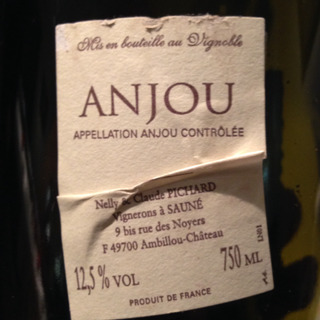 Mis en bouteille au Vignoble
ANJOU
APPELLATION ANJOU CONTRÔLÉE
Nelly & Claude PICHARD
Vignerons à SAUNÉ
9 bis rue des Noyers
F 49700 Ambillou-Château
12,5 % VOL
750 ML
PRODUIT DE FRANCE